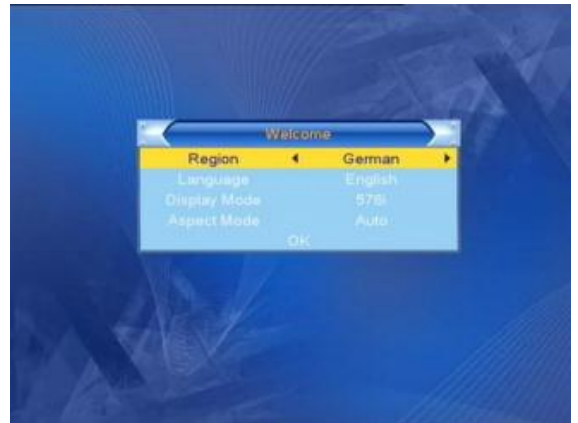 Welcome
Region German
Language English
Display Mode 576i
Aspect Mode Auto
OK